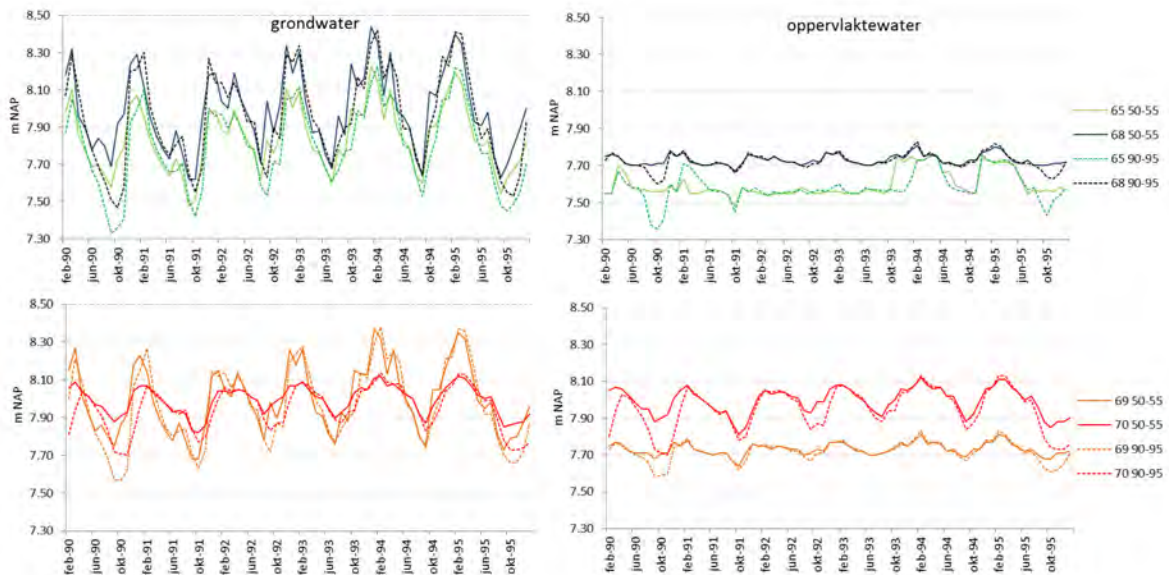 grondwater
8.50
8.30
8.10
7.90
7.70
7.50
7.30
m NAP
feb-90
jun-90
okt-90
feb-91
jun-91
okt-91
feb-92
jun-92
okt-92
feb-93
jun-93
okt-93
feb-94
jun-94
okt-94
feb-95
jun-95
okt-95
oppervlaktewater
8.50
8.30
8.10
7.90
7.70
7.50
7.30
m NAP
feb-90
jun-90
okt-90
feb-91
jun-91
okt-91
feb-92
jun-92
okt-92
feb-93
jun-93
okt-93
feb-94
jun-94
okt-94
feb-95
jun-95
okt-95
65 50-55
68 50-55
65 90-95
68 90-95
8.50
8.30
8.10
7.90
7.70
7.50
7.30
m NAP
feb-90
jun-90
okt-90
feb-91
jun-91
okt-91
feb-92
jun-92
okt-92
feb-93
jun-93
okt-93
feb-94
jun-94
okt-94
feb-95
jun-95
okt-95
8.50
8.30
8.10
7.90
7.70
7.50
7.30
m NAP
feb-90
jun-90
okt-90
feb-91
jun-91
okt-91
feb-92
jun-92
okt-92
feb-93
jun-93
okt-93
feb-94
jun-94
okt-94
feb-95
jun-95
okt-95
69 50-55
70 50-55
69 90-95
70 90-95